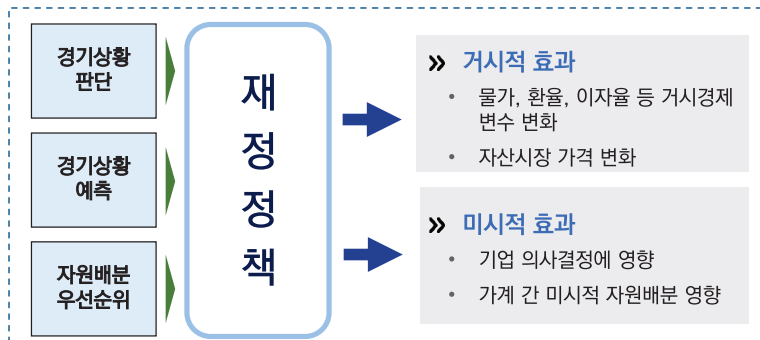 경기상황
판단
경기상황
예측
자원배분
우선순위
재
정
정
책
» 거시적 효과
• 물가, 환율, 이자율 등 거시경제
변수 변화
• 자산시장 가격 변화
» 미시적 효과
• 기업 의사결정에 영향
• 가계 간 미시적 자원배분 영향